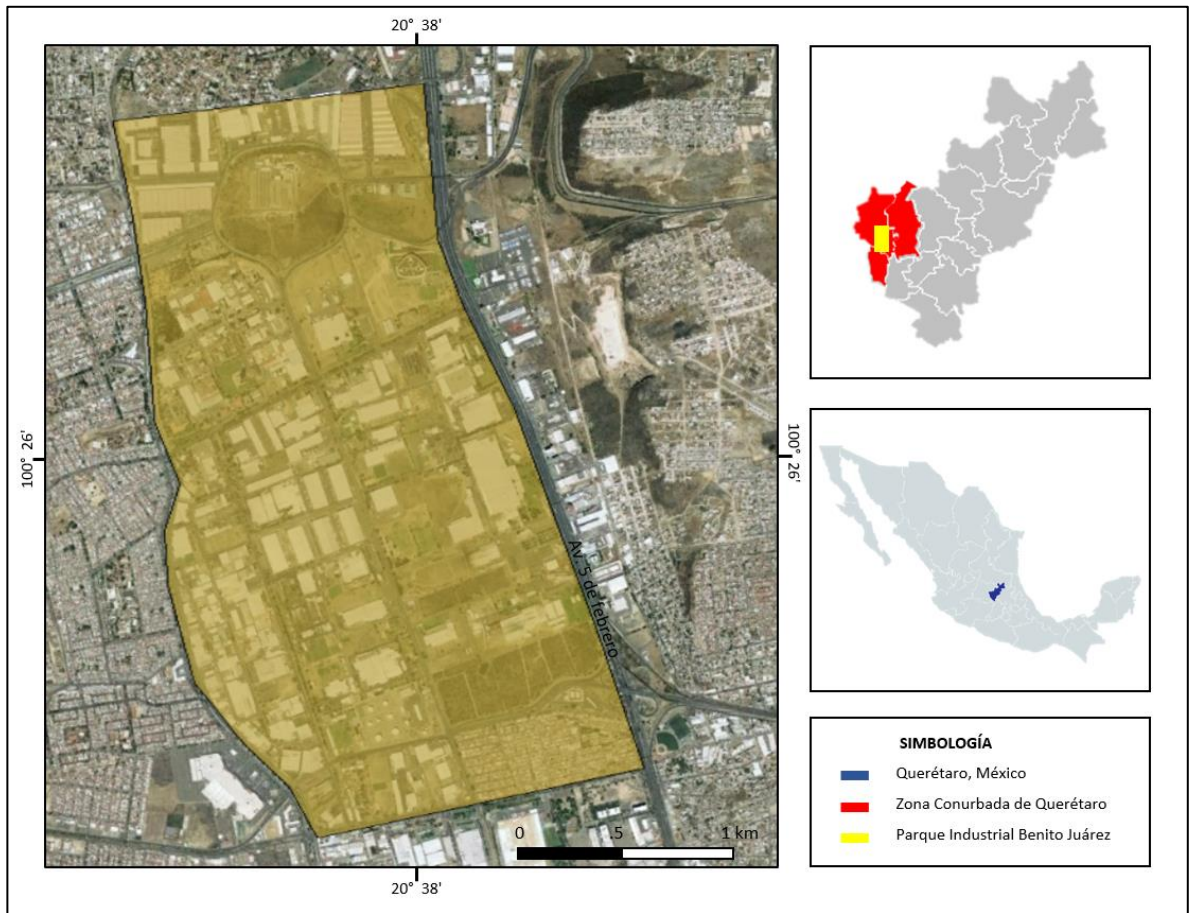 20° 38'
100° 26'
100° 26'
Av. 5 de febrero
0 .5 1 km
20° 38'
SIMBOLOGÍA
Querétaro, México
Zona Conurbada de Querétaro
Parque Industrial Benito Juárez